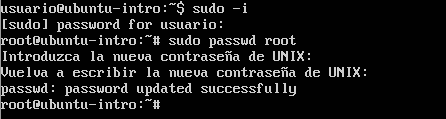 usuario@ubuntu-intro:~$ sudo -i
[sudo] password for usuario:
root@ubuntu-intro:~# sudo passwd root
Introduzca la nueva contraseña de UNIX:
Vuelva a escribir la nueva contraseña de UNIX:
passwd: password updated successfully
root@ubuntu-intro:~#